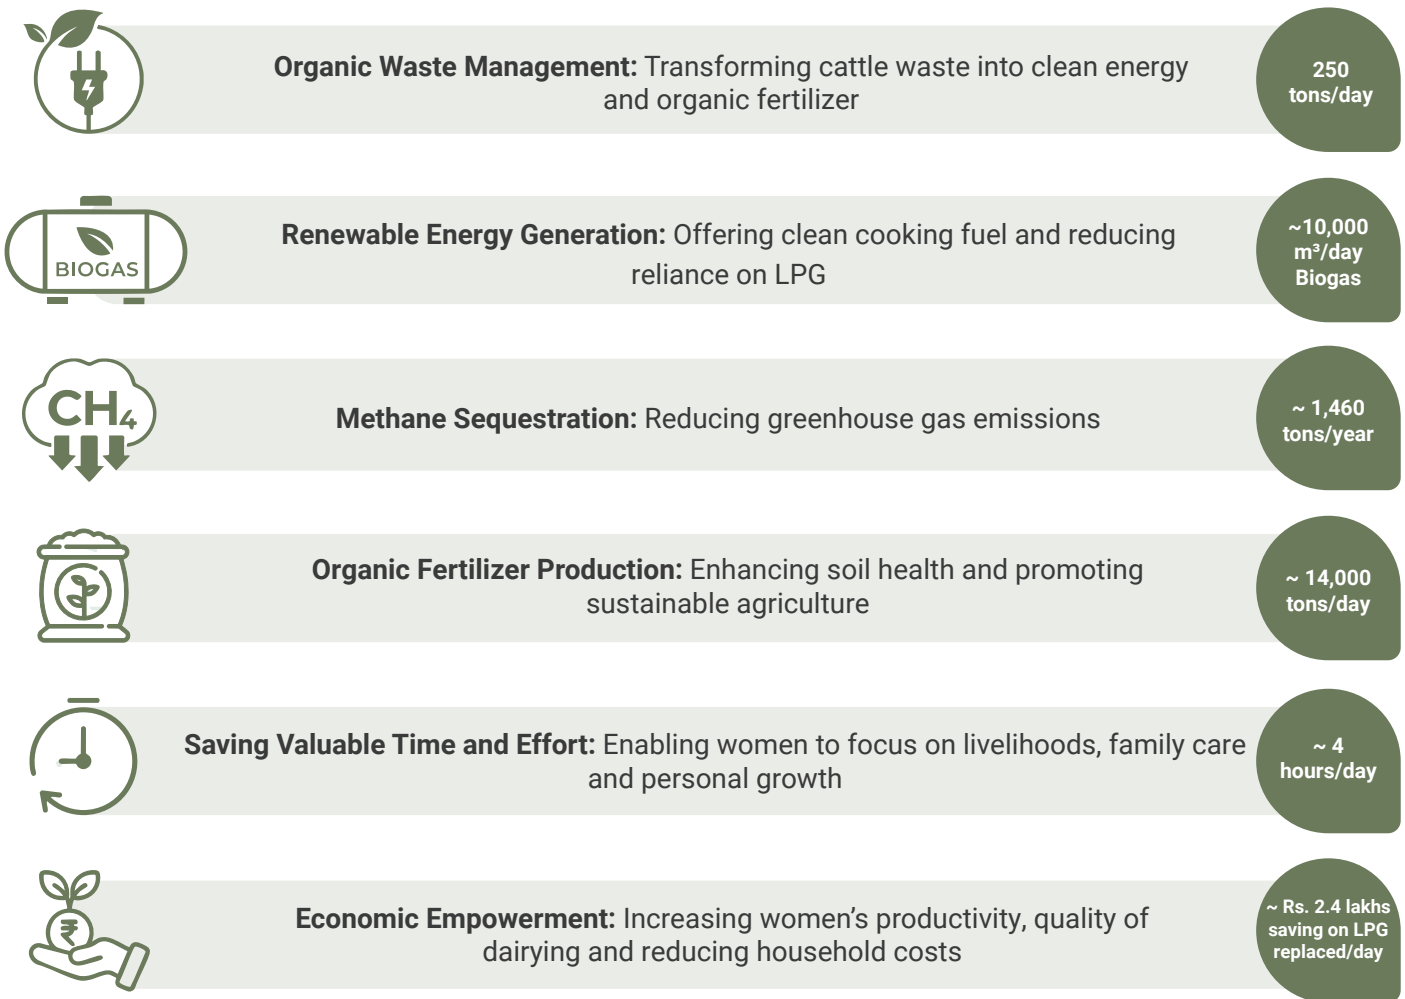 Organic Waste Management: Transforming cattle waste into clean energy
and organic fertilizer
250
tons/day
BIOGAS
Renewable Energy Generation: Offering clean cooking fuel and reducing
reliance on LPG
~10,000
m³/day
Biogas
CH₄
Methane Sequestration: Reducing greenhouse gas emissions
~ 1,460
tons/year
Organic Fertilizer Production: Enhancing soil health and promoting
sustainable agriculture
~ 14,000
tons/day
Saving Valuable Time and Effort: Enabling women to focus on livelihoods, family care
and personal growth
~ 4
hours/day
₹
Economic Empowerment: Increasing women’s productivity, quality of
dairying and reducing household costs
~ Rs. 2.4 lakhs
saving on LPG
replaced/day